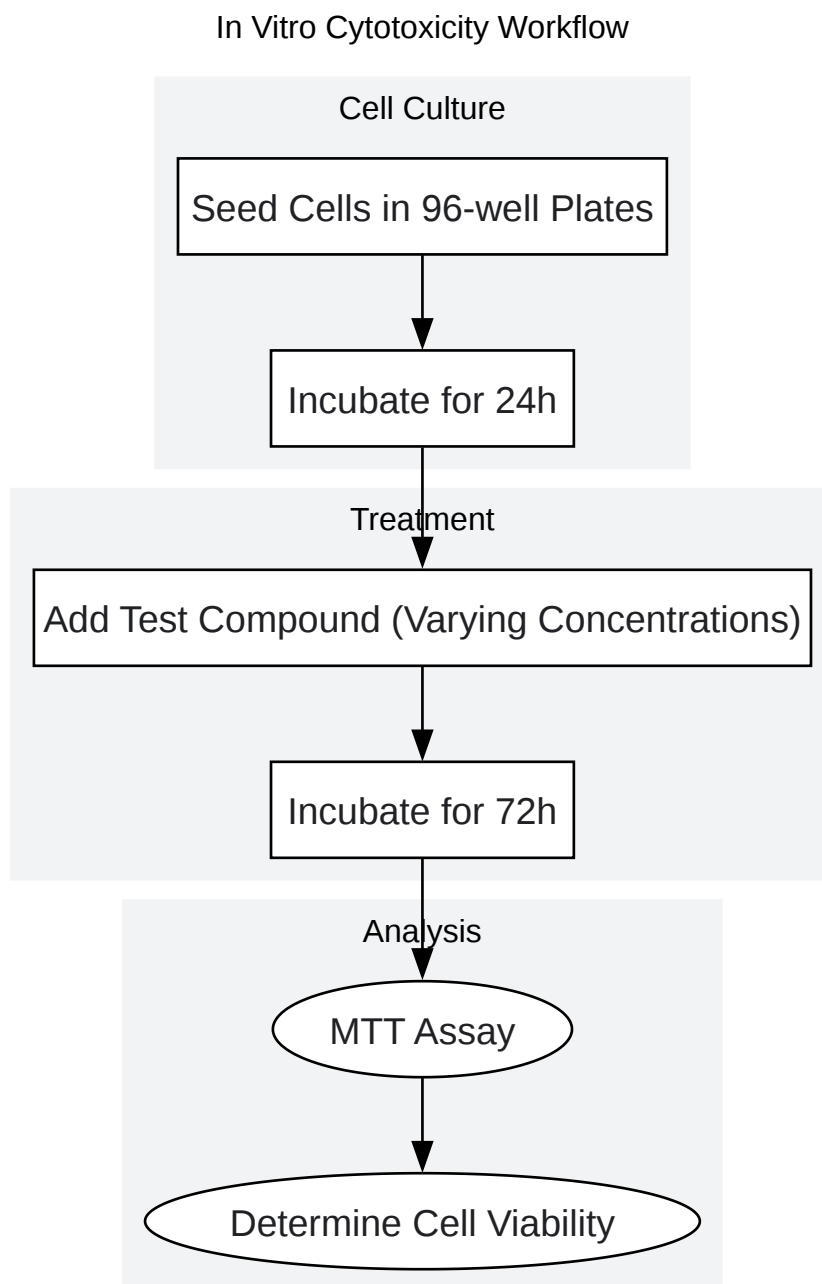 In Vitro Cytotoxicity Workflow
Cell Culture
Seed Cells in 96-well Plates
Incubate for 24h
Treatment
Add Test Compound (Varying Concentrations)
Incubate for 72h
Analysis
MTT Assay
Determine Cell Viability